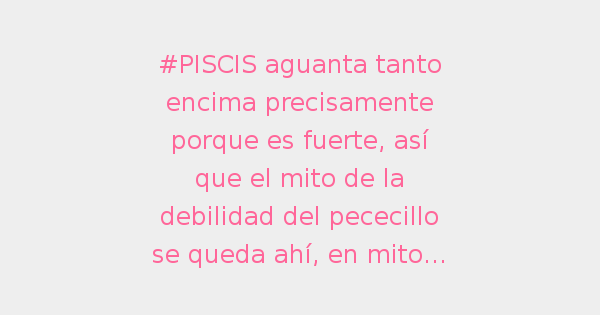 #PISCIS aguanta tanto
encima precisamente
porque es fuerte, así
que el mito de la
debilidad del pececillo
se queda ahí, en mito...